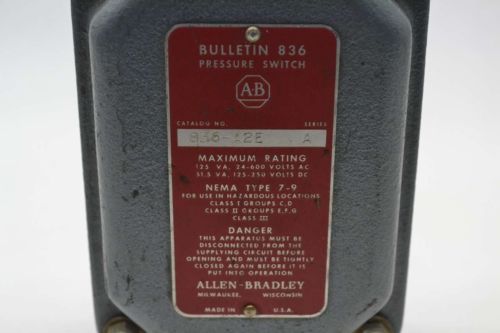 BULLETIN 836
PRESSURE SWITCH
A-B
CATALOG NO. SERIES
A
MAXIMUM RATING
125 VA, 24-600 VOLTS AC
57.5 VA, 125-250 VOLTS DC
NEMA TYPE 7-9
FOR USE IN HAZARDOUS LOCATIONS
CLASS I GROUPS C,D
CLASS II GROUPS E,F,G
CLASS III
DANGER
THIS APPARATUS MUST BE
DISCONNECTED FROM THE
SUPPLYING CIRCUIT BEFORE
OPENING AND MUST BE TIGHTLY
CLOSED AGAIN BEFORE IT IS
PUT INTO OPERATION
ALLEN-BRADLEY
MILWAUKEE, WISCONSIN
MADE IN U.S.A.